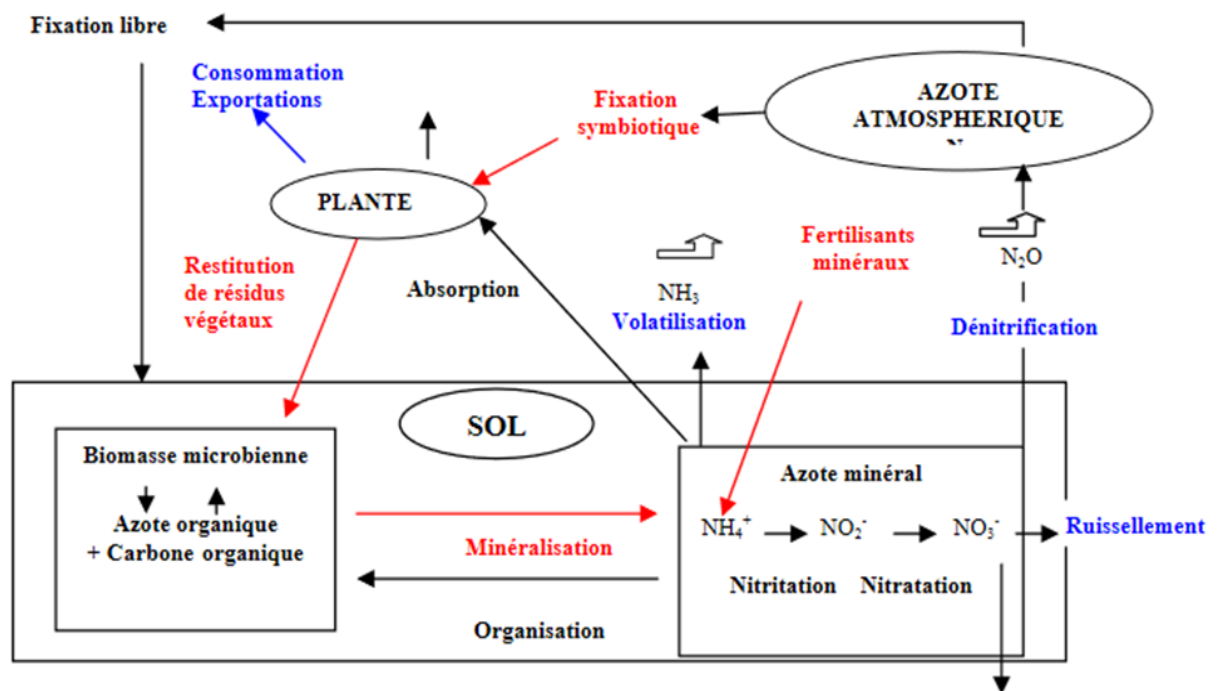 Fixation libre
Consommation
Exportations
Fixation
symbiotique
AZOTE
ATMOSPHERIQUE
PLANTE
Fertilisants
minéraux
N₂O
Restitution
de résidus
végétaux
Absorption
NH₃
Volatilisation
Dénitrification
SOL
Biomasse microbienne
Azote organique
+ Carbone organique
Minéralisation
Organisation
Azote minéral
NH₄⁺
NO₂⁻
NO₃⁻
Nitritation
Nitratation
Ruissellement